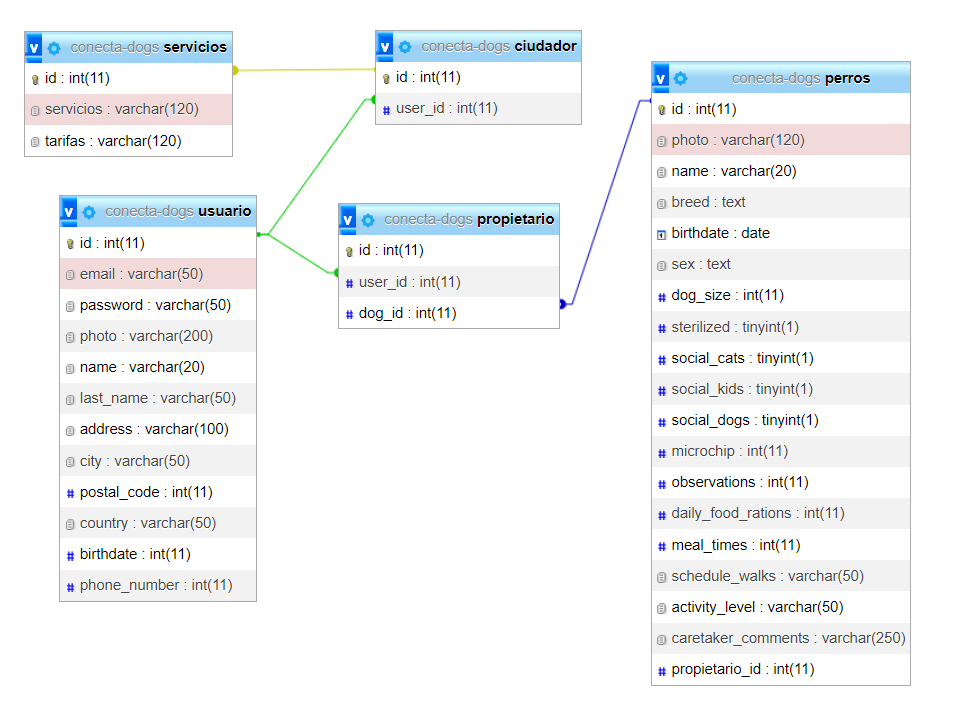 v conecta-dogs servicios
id : int(11)
servicios : varchar(120)
tarifas : varchar(120)
v conecta-dogs ciudador
id : int(11)
user_id : int(11)
v conecta-dogs usuario
id : int(11)
email : varchar(50)
password : varchar(50)
photo : varchar(200)
name : varchar(20)
last_name : varchar(50)
address : varchar(100)
city : varchar(50)
# postal_code : int(11)
country : varchar(50)
# birthdate : int(11)
# phone_number : int(11)
v conecta-dogs propietario
id : int(11)
# user_id : int(11)
# dog_id : int(11)
v conecta-dogs perros
id : int(11)
photo : varchar(120)
name : varchar(20)
breed : text
birthdate : date
sex : text
# dog_size : int(11)
# sterilized : tinyint(1)
# social_cats : tinyint(1)
# social_kids : tinyint(1)
# social_dogs : tinyint(1)
# microchip : int(11)
# observations : int(11)
# daily_food_rations : int(11)
# meal_times : int(11)
schedule_walks : varchar(50)
activity_level : varchar(50)
caretaker_comments : varchar(250)
# propietario_id : int(11)